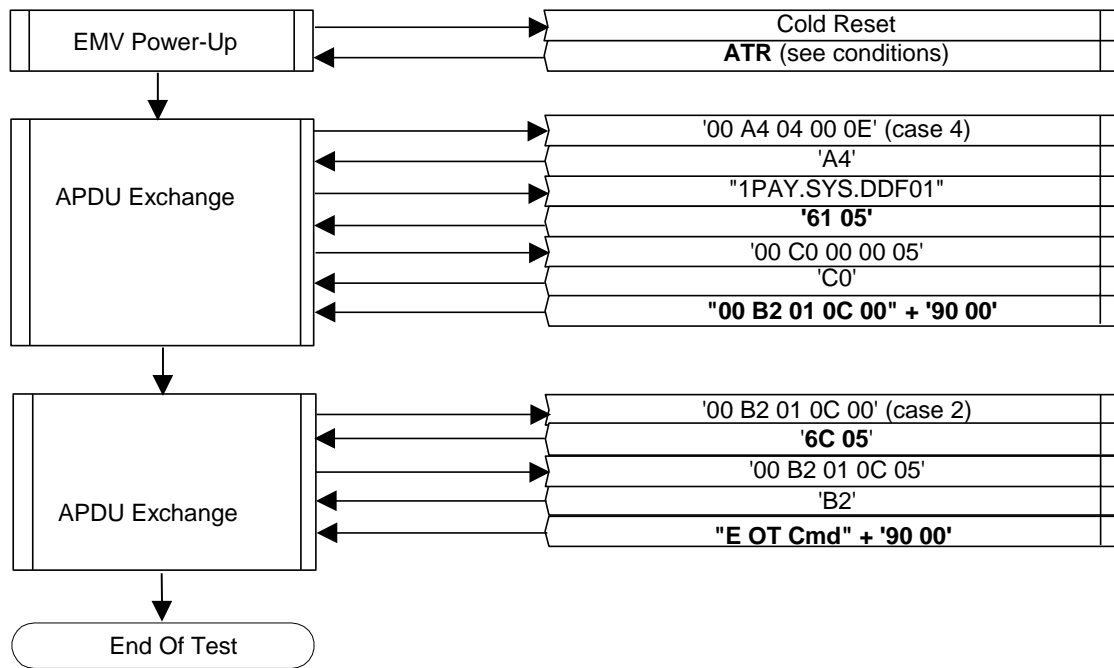 EMV Power-Up
Cold Reset
ATR (see conditions)
APDU Exchange
'00 A4 04 00 0E' (case 4)
'A4'
"1PAY.SYS.DDF01"
'61 05'
'00 C0 00 00 05'
'C0'
"00 B2 01 0C 00" + '90 00'
APDU Exchange
'00 B2 01 0C 00' (case 2)
'6C 05'
'00 B2 01 0C 05'
'B2'
"E OT Cmd" + '90 00'
End Of Test